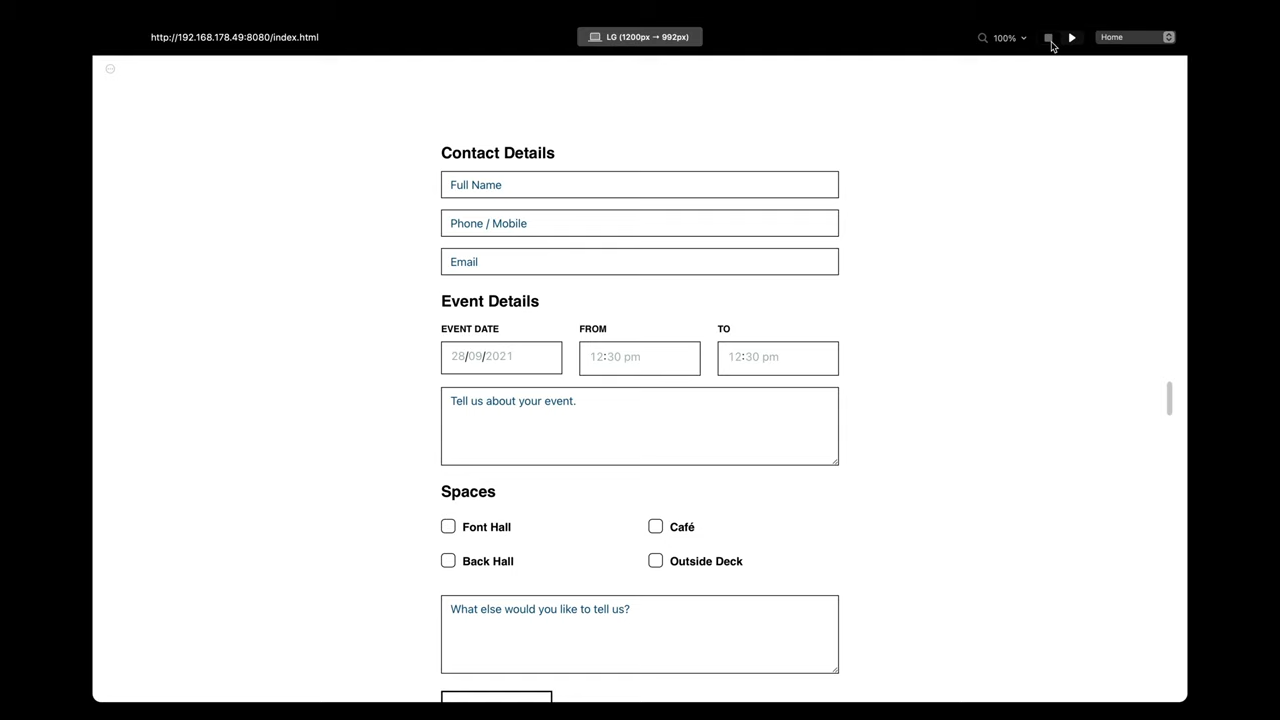 http://192.168.178.49:8080/index.html
LG (1200px → 992px)
100%
Home
Contact Details
Full Name
Phone / Mobile
Email
Event Details
EVENT DATE FROM TO
28/09/2021 12:30 pm 12:30 pm
Tell us about your event.
Spaces
Font Hall Café
Back Hall Outside Deck
What else would you like to tell us?